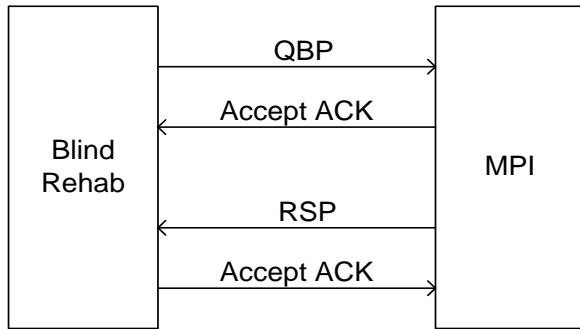 Blind
Rehab
QBP
Accept ACK
RSP
Accept ACK
MPI